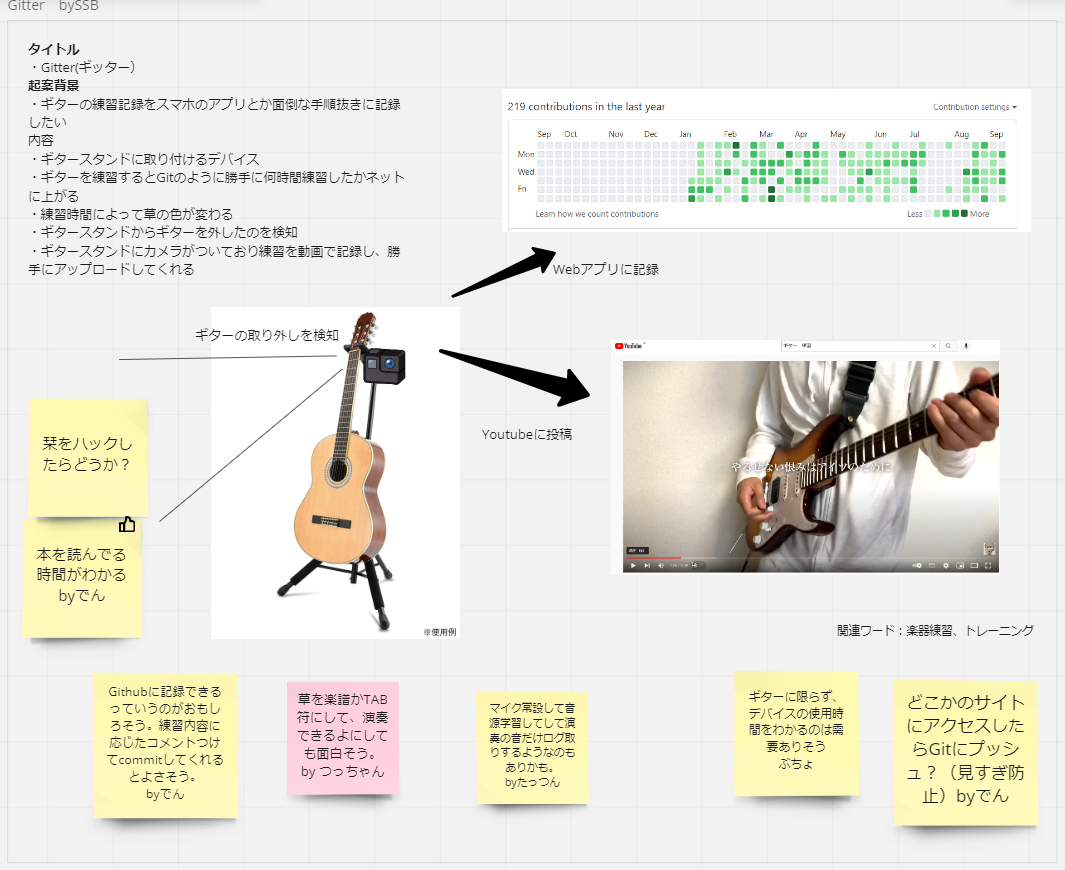 Gitter bySSB
タイトル
・Gitter(ギッター）
起案背景
・ギターの練習記録をスマホのアプリとか面倒な手順抜きに記録
したい
内容
・ギタースタンドに取り付けるデバイス
・ギターを練習するとGitのように勝手に何時間練習したかネット
に上がる
・練習時間によって草の色が変わる
・ギタースタンドからギターを外したのを検知
・ギタースタンドにカメラがついており練習を動画で記録し、勝
手にアップロードしてくれる
219 contributions in the last year
Contribution settings
Sep Oct Nov Dec Jan Feb Mar Apr May Jun Jul Aug Sep
Mon
Wed
Fri
Learn how we count contributions
Less More
Webアプリに記録
ギターの取り外しを検知
YouTube
ギター 練習
Youtubeに投稿
やるせない恨みはアイツのために
※使用例
栞をハックし
たらどうか？
本を読んでる
時間がわかる
byでん
関連ワード：楽器練習、トレーニング
Githubに記録できる
っていうのがおもし
ろそう。練習内容に
応じたコメントつけ
てcommitしてくれる
とよさそう。
byでん
草を楽譜かTAB
符にして、演奏
できるよにして
も面白そう。
by つっちゃん
マイク常設して音
源学習してして演
奏の音だけログ取
りするようなのも
ありかも。
byたっつん
ギターに限らず、
デバイスの使用時
間をわかるのは需
要ありそう
ぶちょ
どこかのサイト
にアクセスした
らGitにプッシ
ュ？（見すぎ防
止）byでん